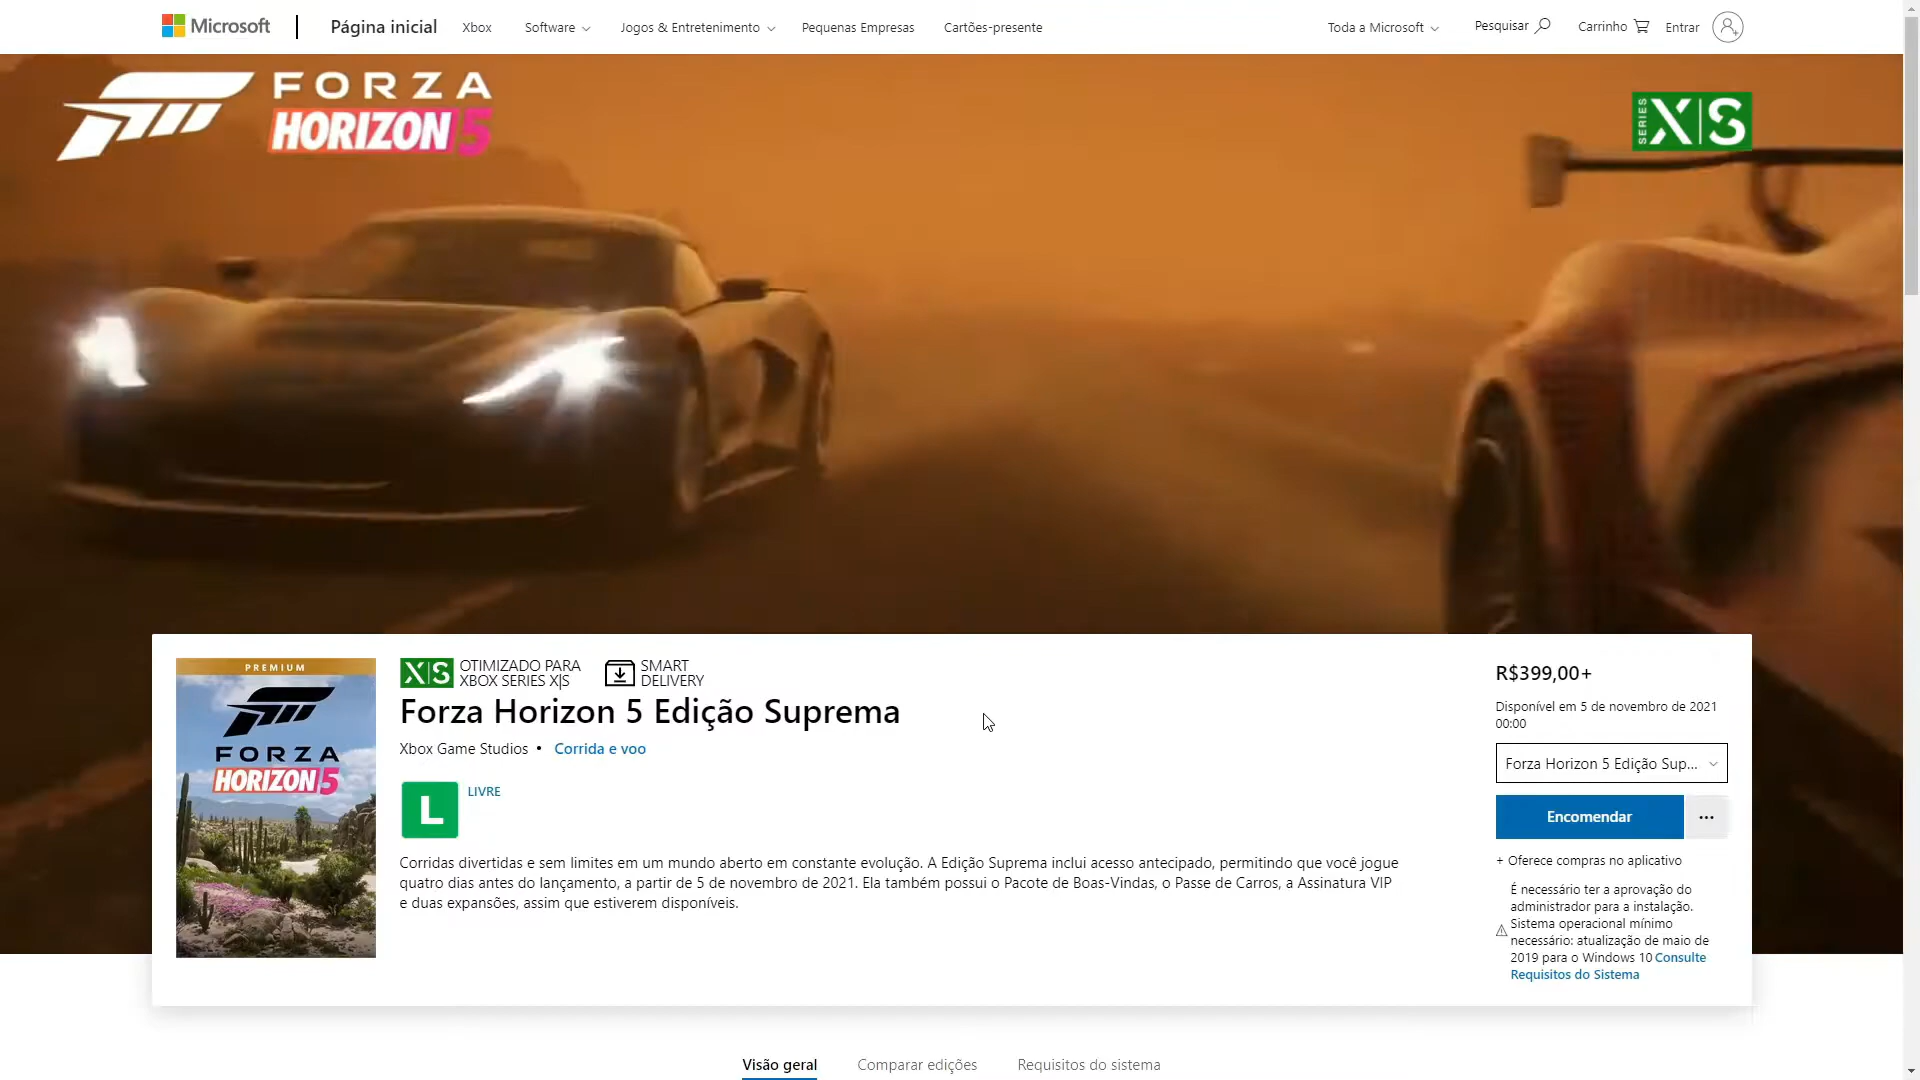 Microsoft
Página inicial
Xbox
Software
Jogos & Entretenimento
Pequenas Empresas
Cartões-presente
Toda a Microsoft
Pesquisar
Carrinho
Entrar
FORZA
HORIZON 5
SERIES X|S
PREMIUM
FORZA
HORIZON 5
X|S
OTIMIZADO PARA
XBOX SERIES X|S
SMART
DELIVERY
Forza Horizon 5 Edição Suprema
Xbox Game Studios • Corrida e voo
L
LIVRE
Corridas divertidas e sem limites em um mundo aberto em constante evolução. A Edição Suprema inclui acesso antecipado, permitindo que você jogue
quatro dias antes do lançamento, a partir de 5 de novembro de 2021. Ela também possui o Pacote de Boas-Vindas, o Passe de Carros, a Assinatura VIP
e duas expansões, assim que estiverem disponíveis.
R$399,00+
Disponível em 5 de novembro de 2021
00:00
Forza Horizon 5 Edição Sup...
Encomendar
...
+ Oferece compras no aplicativo
É necessário ter a aprovação do
administrador para a instalação.
Sistema operacional mínimo
necessário: atualização de maio de
2019 para o Windows 10 Consulte
Requisitos do Sistema
Visão geral
Comparar edições
Requisitos do sistema